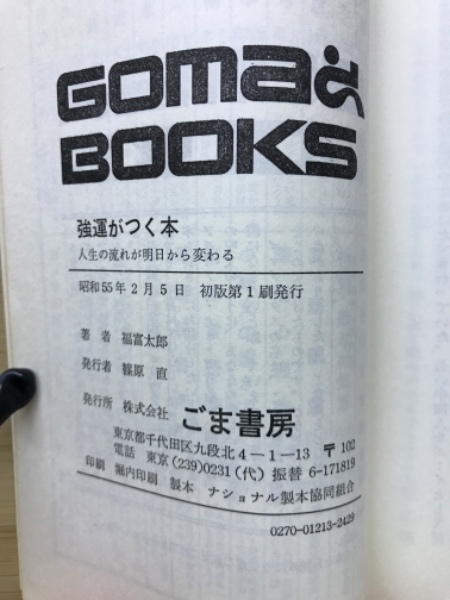 GOMA
BOOKS
強運がつく本
人生の流れが明日から変わる
昭和55年2月5日 初版第1刷発行
著者 福富太郎
発行者 篠原 直
発行所 株式会社 ごま書房
東京都千代田区九段北4-1-13 〒102
電話 東京(239)0231(代) 振替 6-171819
印刷 堀内印刷 製本 ナショナル製本協同組合
0270-01213-2429